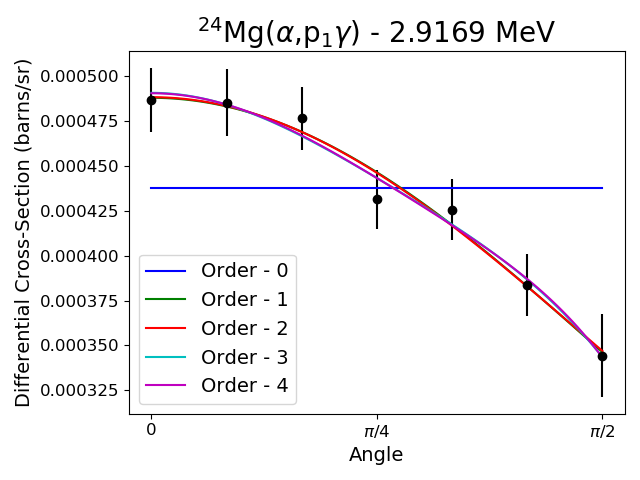 ²⁴Mg(α,p₁γ) - 2.9169 MeV
Differential Cross-Section (barns/sr)
0.000500
0.000475
0.000450
0.000425
0.000400
0.000375
0.000350
0.000325
Order - 0
Order - 1
Order - 2
Order - 3
Order - 4
0
π/4
π/2
Angle